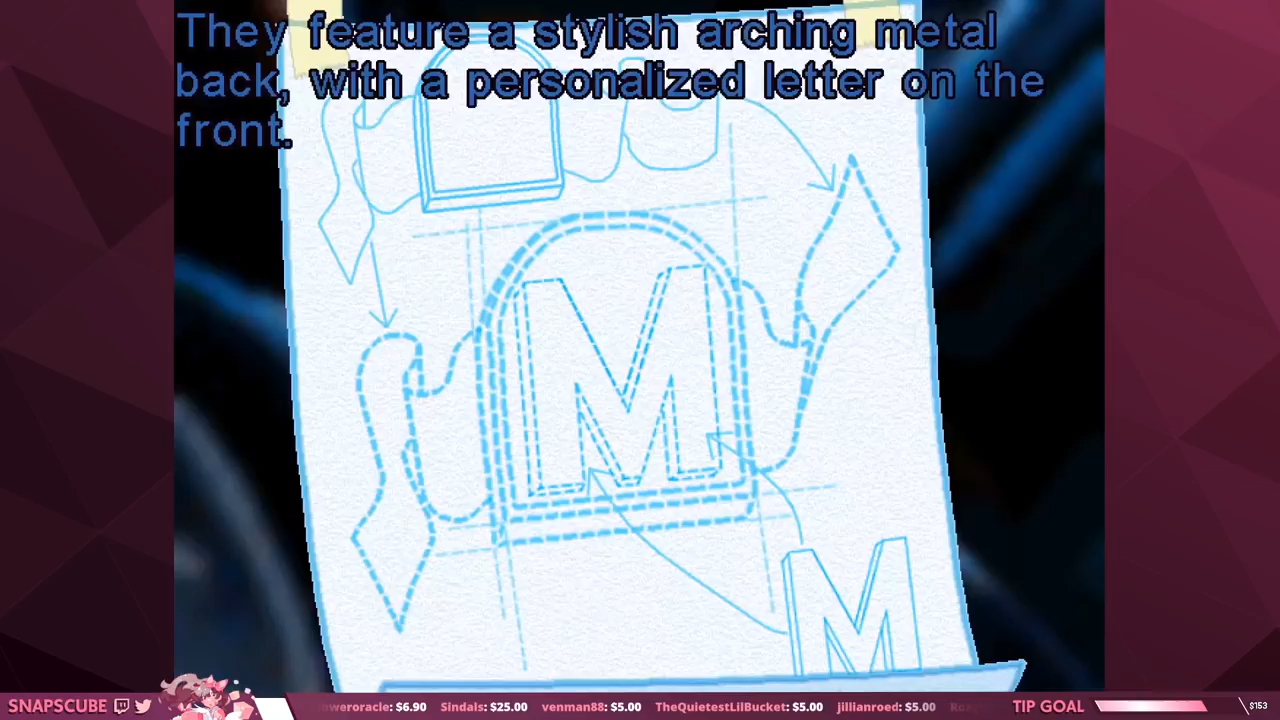 They feature a stylish arching metal
back, with a personalized letter on the
front.
M
M
SNAPSCUBE
oweroracle: $6.90 Sindals: $25.00 venman88: $5.00 TheQuietestLilBucket: $5.00 jillianroed: $5.00
TIP GOAL
$153